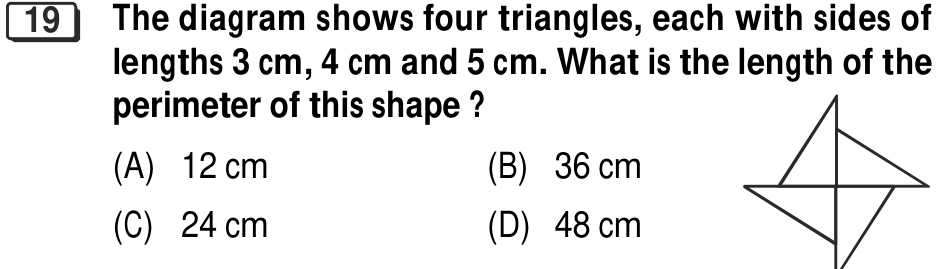 19 The diagram shows four triangles, each with sides of
lengths 3 cm, 4 cm and 5 cm. What is the length of the
perimeter of this shape ?
(A) 12 cm (B) 36 cm
(C) 24 cm (D) 48 cm